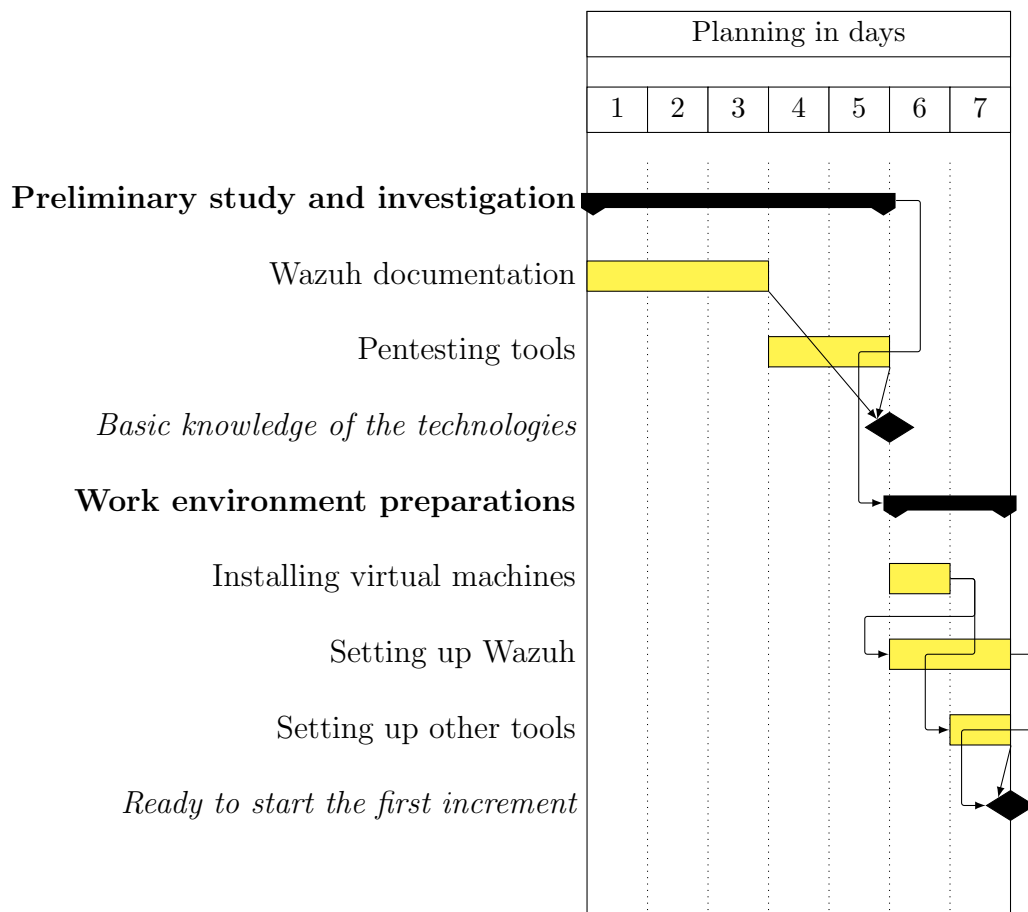 Planning in days
1 2 3 4 5 6 7
Preliminary study and investigation
Wazuh documentation
Pentesting tools
Basic knowledge of the technologies
Work environment preparations
Installing virtual machines
Setting up Wazuh
Setting up other tools
Ready to start the first increment